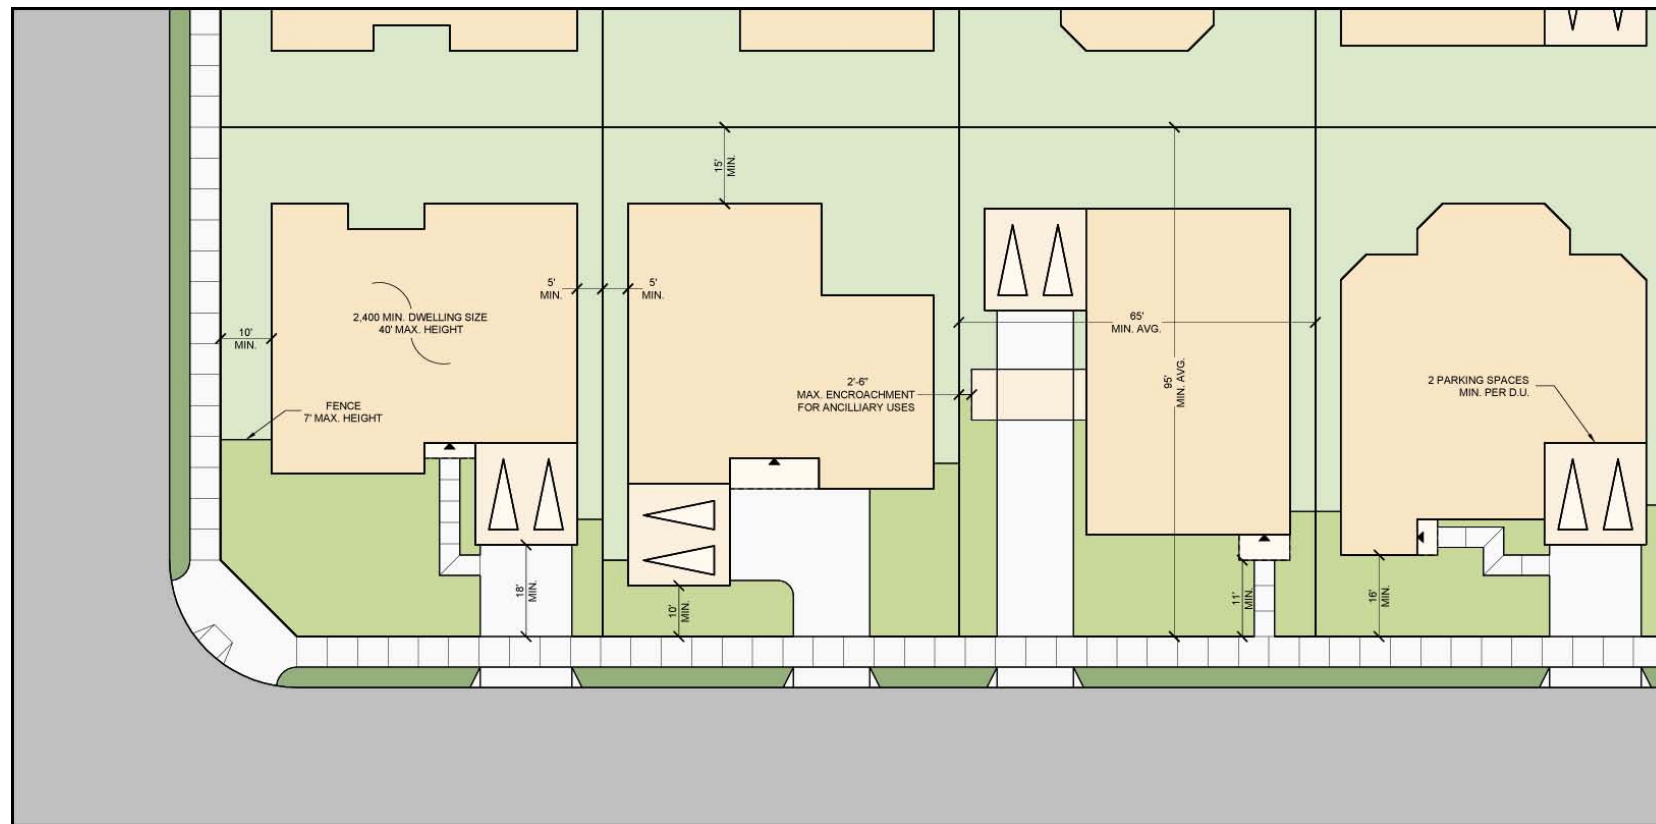 15'
MIN.
5'
MIN.
5'
MIN.
2,400 MIN. DWELLING SIZE
40' MAX. HEIGHT
10'
MIN.
65'
MIN. AVG.
95'
MIN. AVG.
2'-6"
MAX. ENCROACHMENT
FOR ANCILLIARY USES
2 PARKING SPACES
MIN. PER D.U.
FENCE
7' MAX. HEIGHT
18'
MIN.
10'
MIN.
11'
MIN.
16'
MIN.